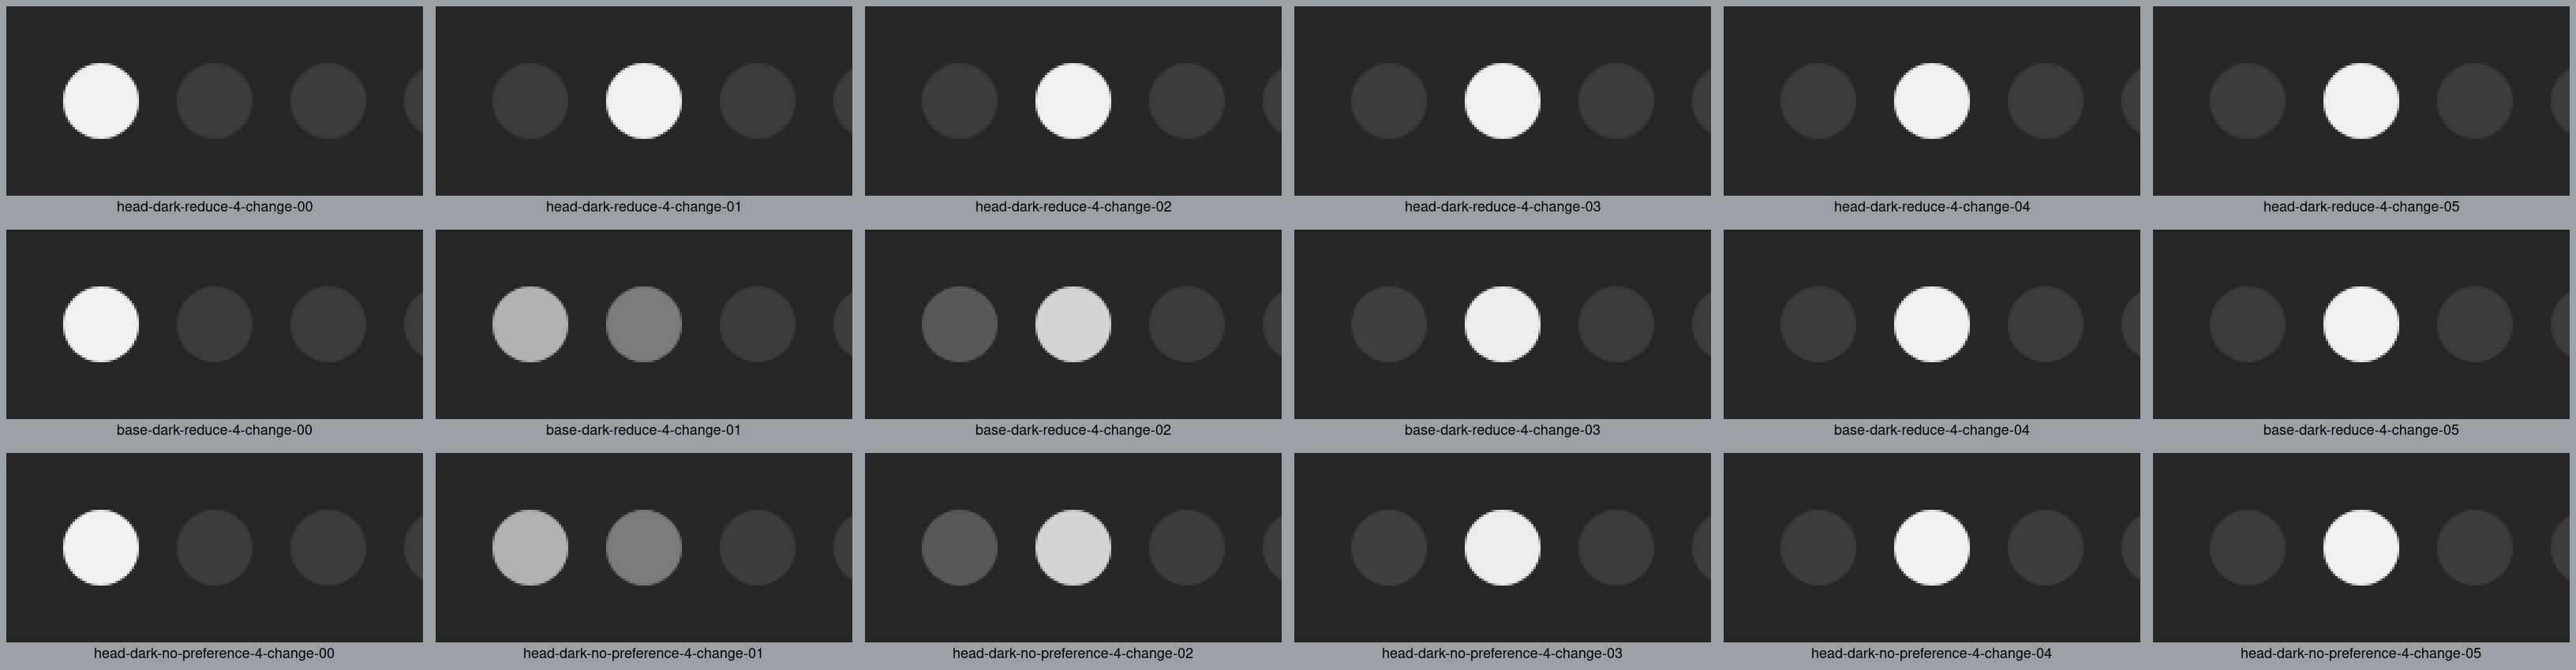 head-dark-reduce-4-change-00
head-dark-reduce-4-change-01
head-dark-reduce-4-change-02
head-dark-reduce-4-change-03
head-dark-reduce-4-change-04
head-dark-reduce-4-change-05
base-dark-reduce-4-change-00
base-dark-reduce-4-change-01
base-dark-reduce-4-change-02
base-dark-reduce-4-change-03
base-dark-reduce-4-change-04
base-dark-reduce-4-change-05
head-dark-no-preference-4-change-00
head-dark-no-preference-4-change-01
head-dark-no-preference-4-change-02
head-dark-no-preference-4-change-03
head-dark-no-preference-4-change-04
head-dark-no-preference-4-change-05